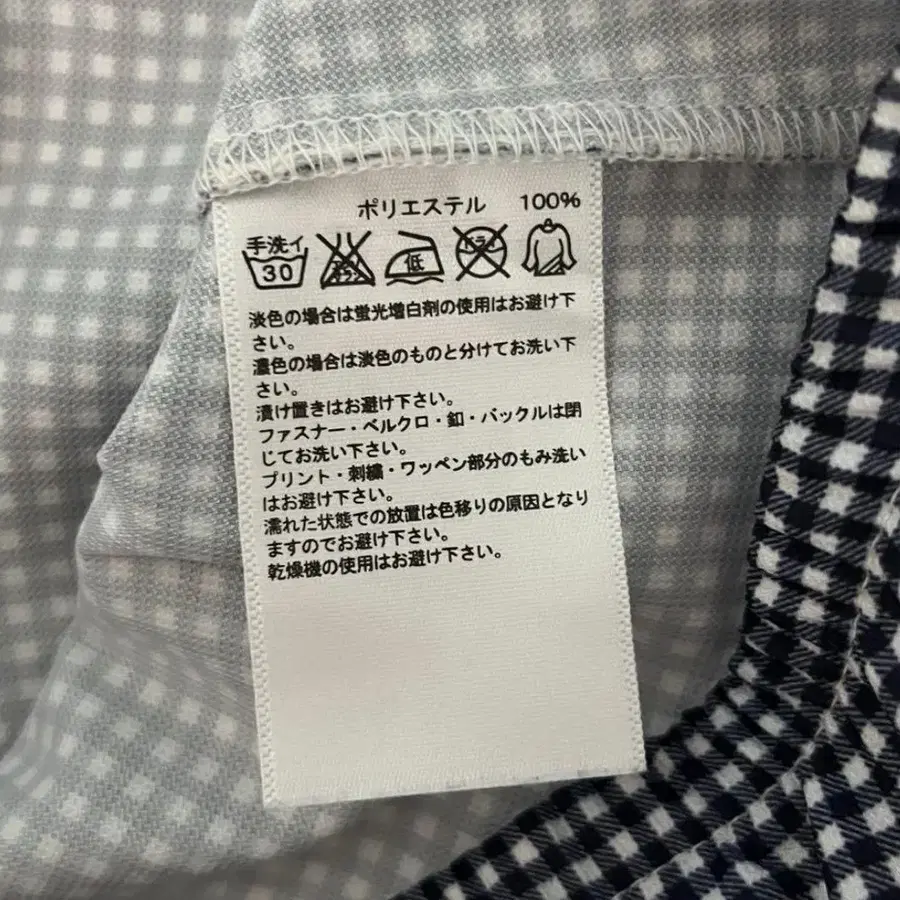 ポリエステル 100%
手洗イ
30
低
淡色の場合は蛍光増白剤の使用はお避け下
さい。
濃色の場合は淡色のものと分けてお洗い下
さい。
漬け置きはお避け下さい。
ファスナー・ベルクロ・釦・バックルは閉
じてお洗い下さい。
プリント・刺繍・ワッペン部分のもみ洗い
はお避け下さい。
濡れた状態での放置は色移りの原因となり
ますのでお避け下さい。
乾燥機の使用はお避け下さい。